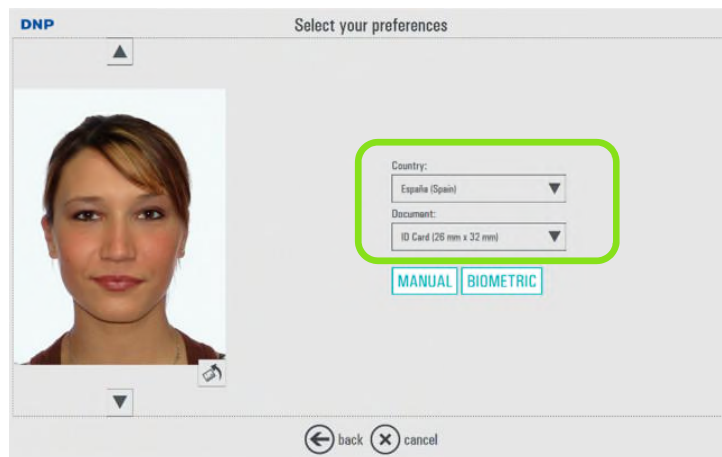 DNP
Select your preferences
Country:
España (Spain)
Document:
ID Card (26 mm x 32 mm)
MANUAL BIOMETRIC
back cancel